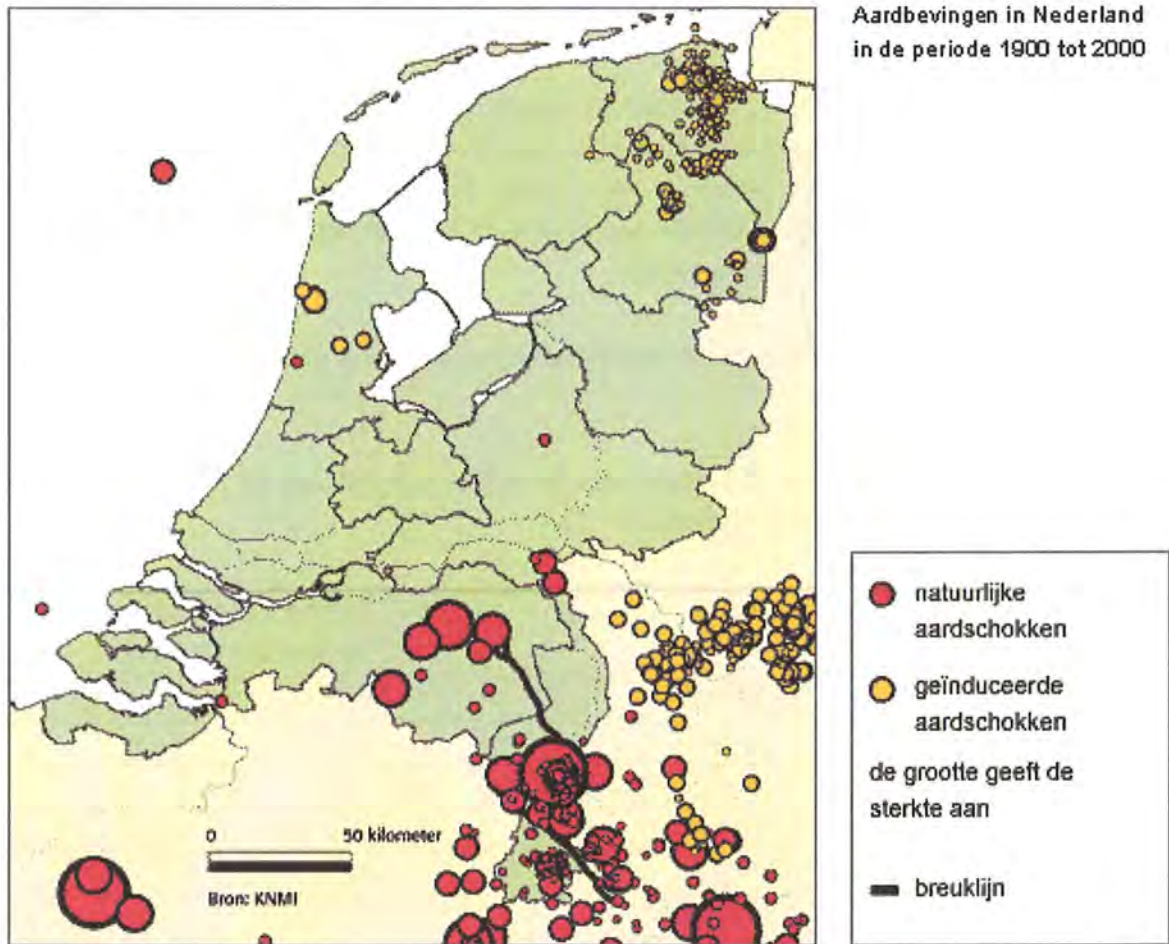 Aardbevingen in Nederland
in de periode 1900 tot 2000
0 50 kilometer
Bron: KNMI
natuurlijke
aardschokken
geïnduceerde
aardschokken
de grootte geeft de
sterkte aan
breuklijn